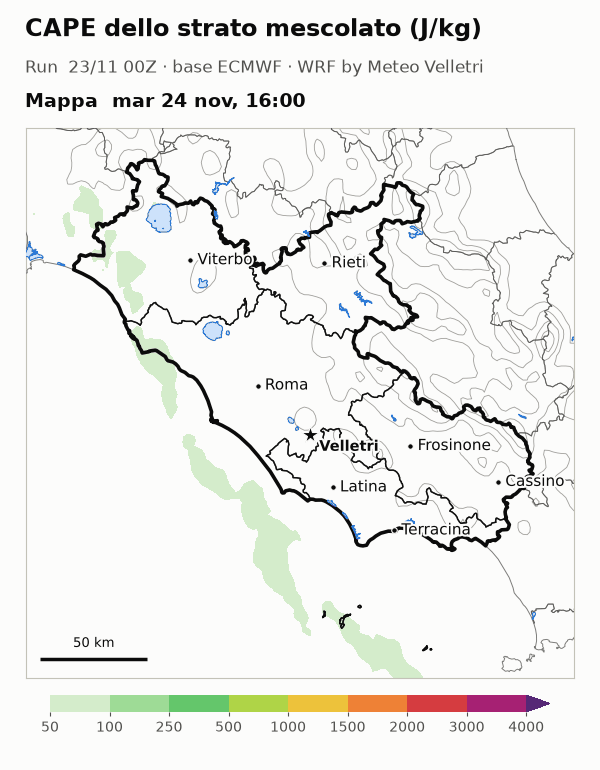 CAPE dello strato mescolato (J/kg)
Run  23/11 00Z · base ECMWF · WRF by Meteo Velletri
Mappa  mar 24 nov, 16:00
Viterbo
Rieti
Roma
Velletri
Frosinone
Latina
Cassino
Terracina
50 km
50 100 250 500 1000 1500 2000 3000 4000